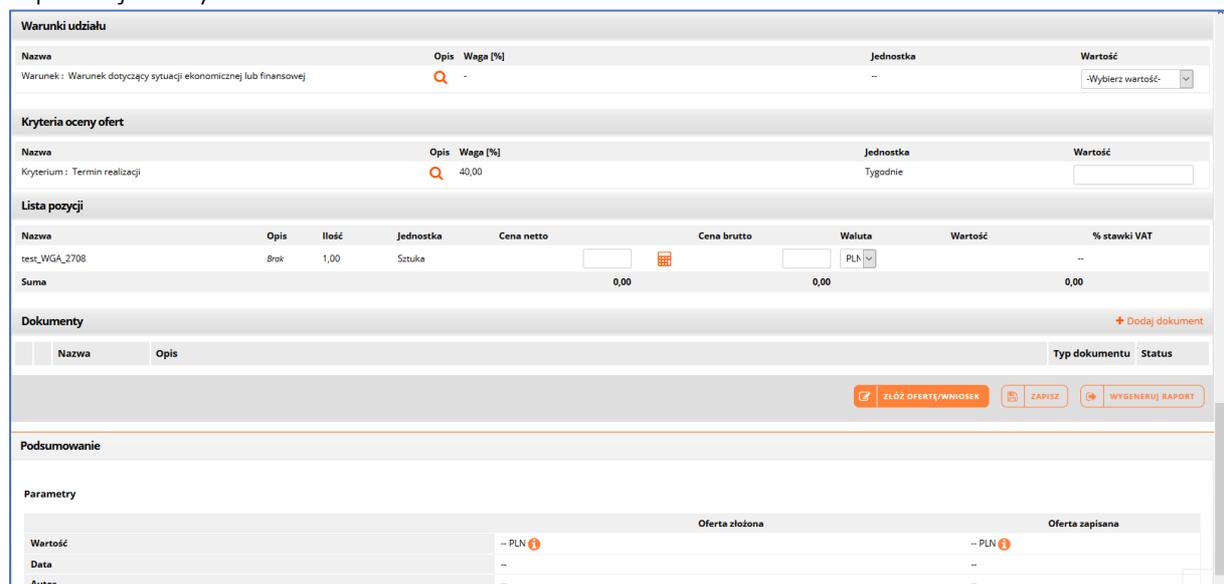 Warunki udziału
Nazwa Opis Waga [%] Jednostka Wartość
Warunek : Warunek dotyczący sytuacji ekonomicznej lub finansowej - -- -Wybierz wartość-
Kryteria oceny ofert
Nazwa Opis Waga [%] Jednostka Wartość
Kryterium : Termin realizacji 40,00 Tygodnie
Lista pozycji
Nazwa Opis Ilość Jednostka Cena netto Cena brutto Waluta Wartość % stawki VAT
test_WGA_2708 Brak 1,00 Sztuka PLN --
Suma 0,00 0,00 0,00
Dokumenty + Dodaj dokument
Nazwa Opis Typ dokumentu Status
ZŁÓŻ OFERTĘ/WNIOSEK ZAPISZ WYGENERUJ RAPORT
Podsumowanie
Parametry
Oferta złożona Oferta zapisana
Wartość -- PLN -- PLN
Data -- --
Autor -- --